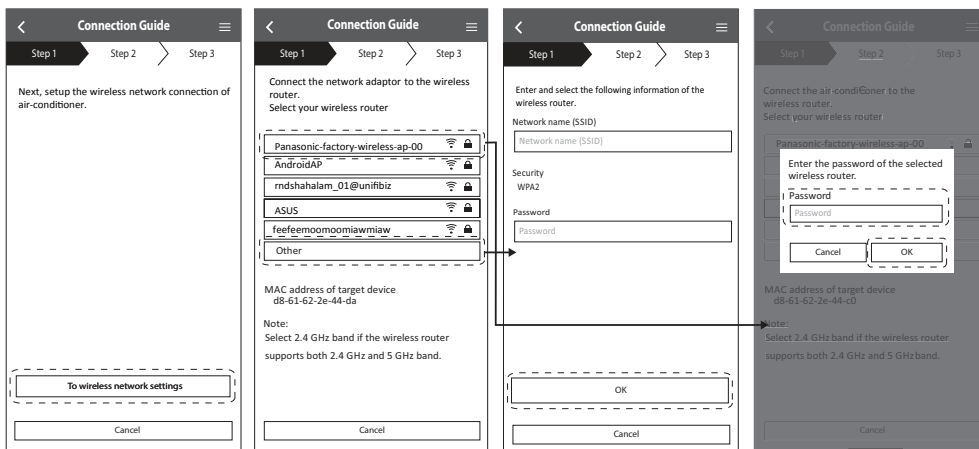 Connection Guide
Step 1
Step 2
Step 3
Next, setup the wireless network connection of
air-conditioner.
To wireless network settings
Cancel
Connection Guide
Step 1
Step 2
Step 3
Connect the network adaptor to the wireless
router.
Select your wireless router
Panasonic-factory-wireless-ap-00
AndroidAP
rndshahalam_01@unifibiz
ASUS
feefeemoomoomiawmiaw
Other
MAC address of target device
d8-61-62-2e-44-da
Note:
Select 2.4 GHz band if the wireless router
supports both 2.4 GHz and 5 GHz band.
Cancel
Connection Guide
Step 1
Step 2
Step 3
Enter and select the following information of the
wireless router.
Network name (SSID)
Network name (SSID)
Security
WPA2
Password
Password
OK
Cancel
Connection Guide
Step 1
Step 2
Step 3
Connect the air-conditioner to the
wireless router.
Select your wireless router
Panasonic-factory-wireless-ap-00
Enter the password of the selected
wireless router.
Password
Password
Cancel
OK
MAC address of target device
d8-61-62-2e-44-c0
Note:
Select 2.4 GHz band if the wireless router
supports both 2.4 GHz and 5 GHzband.
Cancel